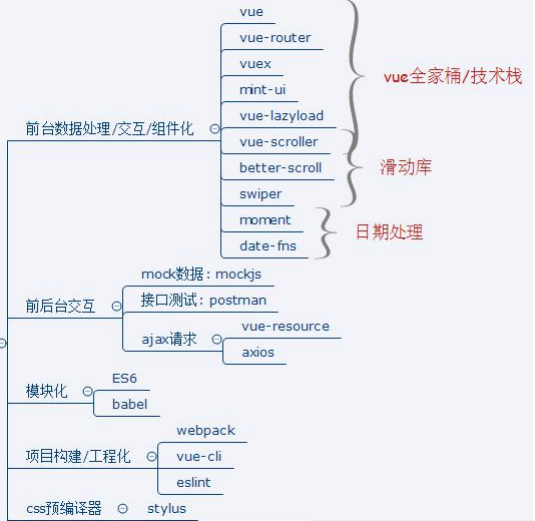 前台数据处理/交互/组件化
vue
vue-router
vuex
mint-ui
vue-lazyload
vue-scroller
better-scroll
swiper
moment
date-fns
vue全家桶/技术栈
滑动库
日期处理
前后台交互
mock数据：mockjs
接口测试：postman
ajax请求
vue-resource
axios
模块化
ES6
babel
项目构建/工程化
webpack
vue-cli
eslint
css预编译器
stylus